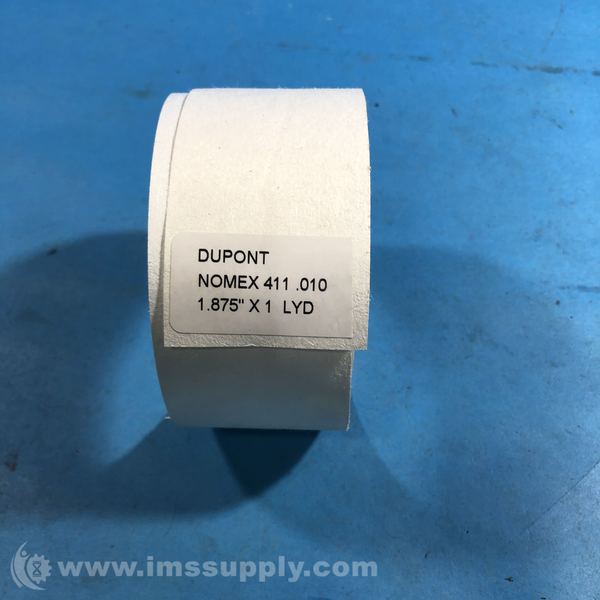 DUPONT
NOMEX 411 .010
1.875" X 1 LYD
www.imssupply.com